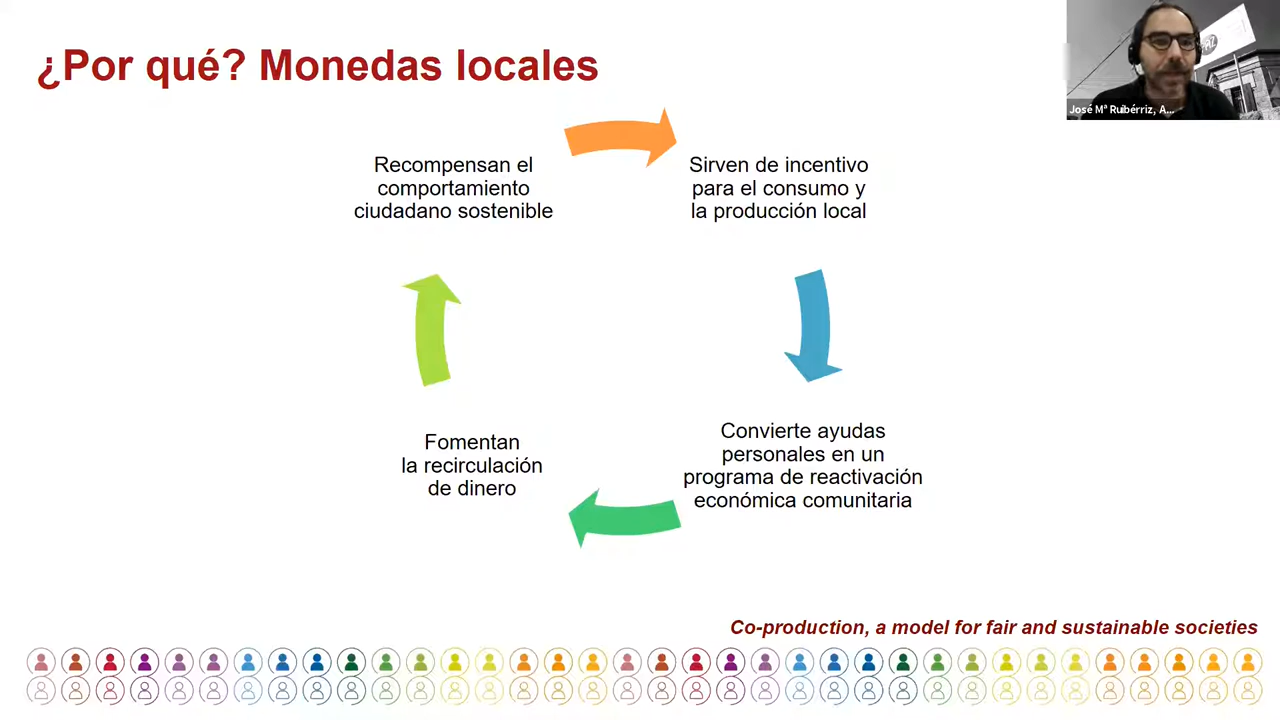 ¿Por qué? Monedas locales
José Mª Ruibérriz, A...
Recompensan el
comportamiento
ciudadano sostenible
Sirven de incentivo
para el consumo y
la producción local
Convierte ayudas
personales en un
programa de reactivación
económica comunitaria
Fomentan
la recirculación
de dinero
Co-production, a model for fair and sustainable societies